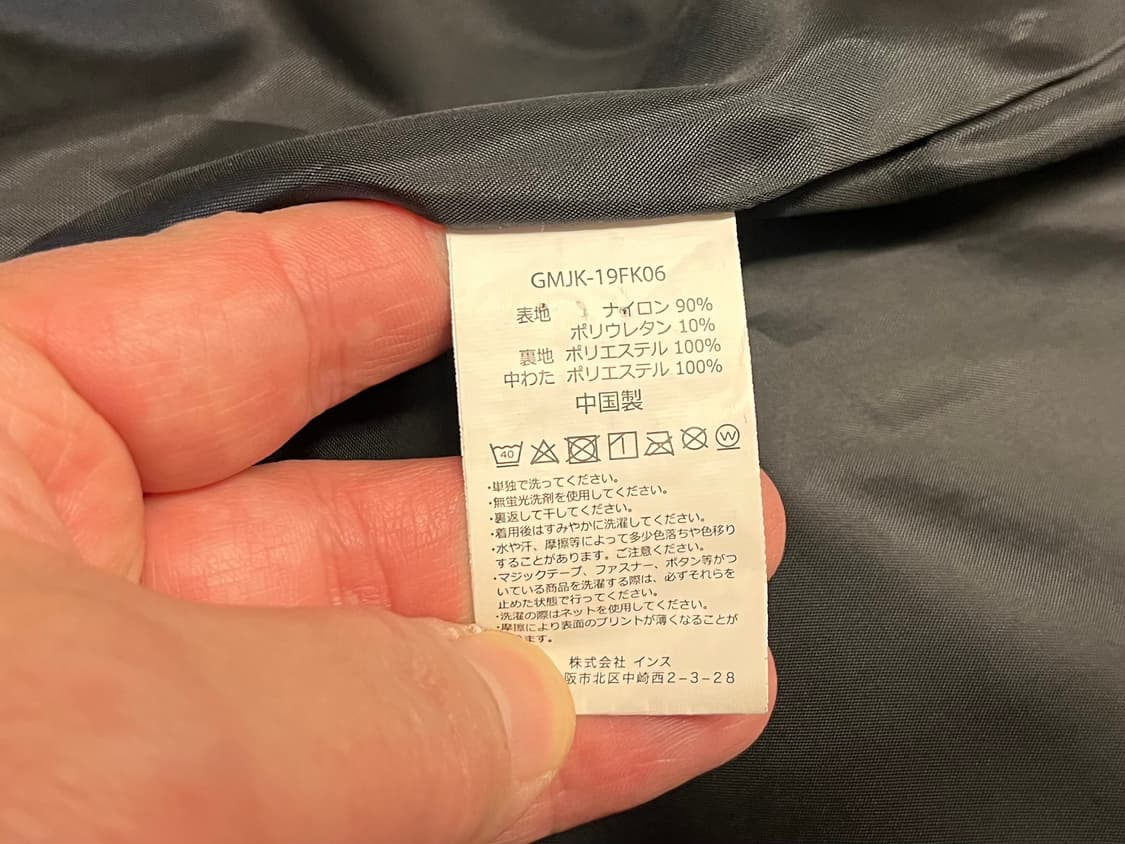 GMJK-19FK06
表地 ナイロン 90%
ポリウレタン 10%
裏地 ポリエステル 100%
中わた ポリエステル 100%
中国製
40 W
・単独で洗ってください。
・無蛍光洗剤を使用してください。
・裏返して干してください。
・着用後はすみやかに洗濯してください。
・水や汗、摩擦等によって多少色落ちや色移り
することがあります。ご注意ください。
・マジックテープ、ファスナー、ボタン等がつ
いている商品を洗濯する際は、必ずそれらを
止めた状態で行ってください。
・洗濯の際はネットを使用してください。
・摩擦により表面のプリントが薄くなることが
ます。
株式会社 インス
阪市北区中崎西2-3-28